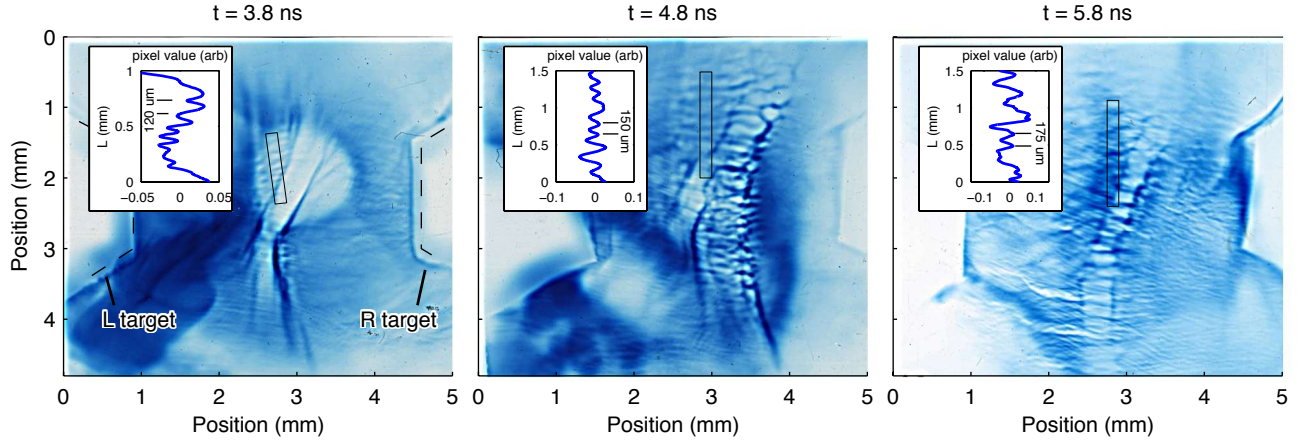 t = 3.8 ns
t = 4.8 ns
t = 5.8 ns
Position (mm)
0
1
2
3
4
pixel value (arb)
L (mm)
1
0.5
0
120 um
−0.05
0
0.05
L target
R target
0
1
2
3
4
5
Position (mm)
pixel value (arb)
L (mm)
1.5
1
0.5
0
150 um
−0.1
0
0.1
0
1
2
3
4
5
Position (mm)
pixel value (arb)
L (mm)
1.5
1
0.5
0
175 um
−0.1
0
0.1
0
1
2
3
4
5
Position (mm)